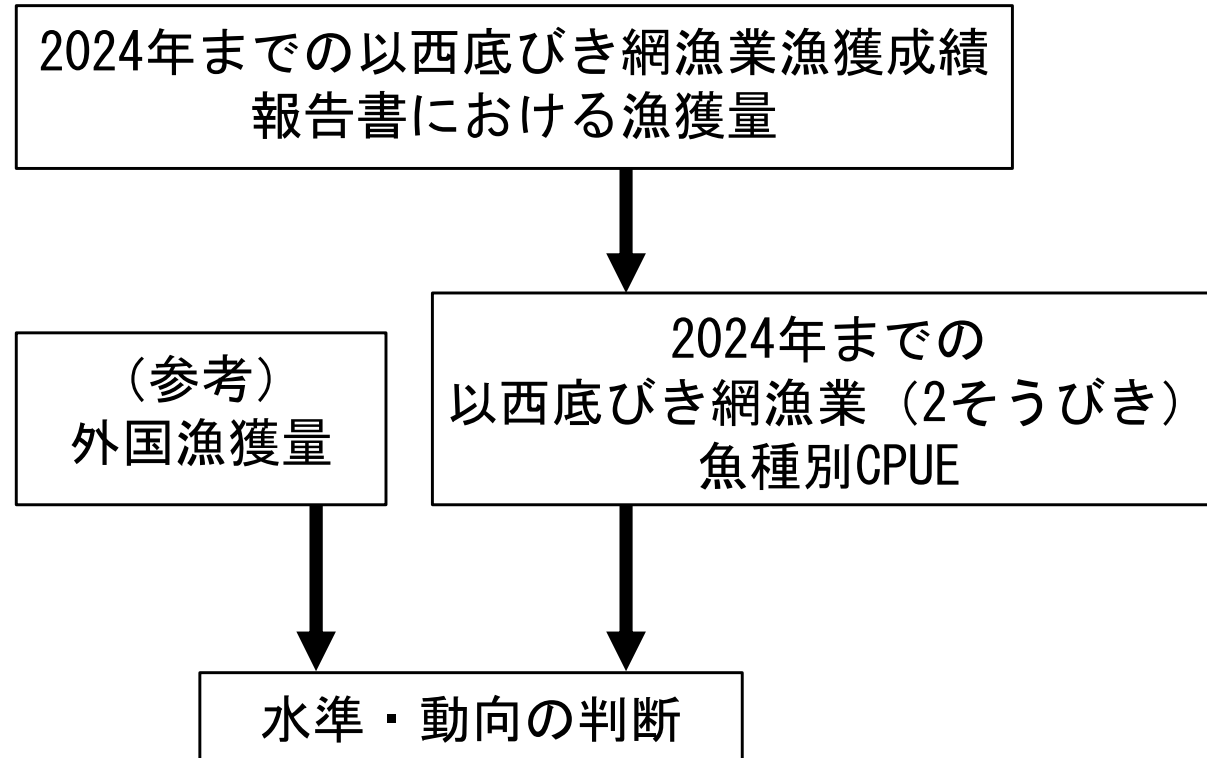 2024年までの以西底びき網漁業漁獲成績
報告書における漁獲量
2024年までの
以西底びき網漁業（2そうびき）
魚種別CPUE
（参考）
外国漁獲量
水準・動向の判断